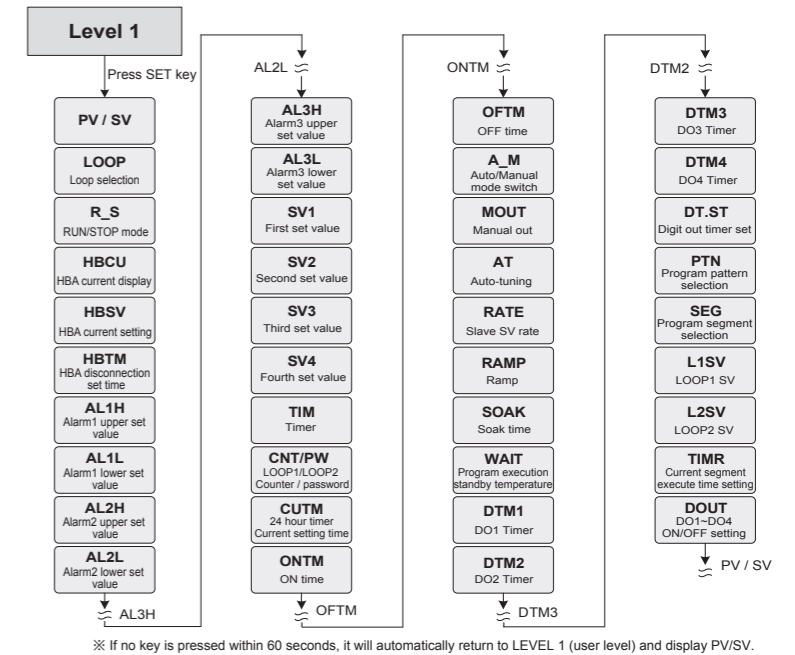 Level 1
Press SET key
PV / SV
LOOP
Loop selection
R_S
RUN/STOP mode
HBCU
HBA current display
HBSV
HBA current setting
HBTM
HBA disconnection
set time
AL1H
Alarm1 upper set
value
AL1L
Alarm1 lower set
value
AL2H
Alarm2 upper set
value
AL2L
Alarm2 lower set
value
AL3H
AL2L
AL3H
Alarm3 upper
set value
AL3L
Alarm3 lower
set value
SV1
First set value
SV2
Second set value
SV3
Third set value
SV4
Fourth set value
TIM
Timer
CNT/PW
LOOP1/LOOP2
Counter / password
CUTM
24 hour timer
Current setting time
ONTM
ON time
OFTM
ONTM
OFTM
OFF time
A_M
Auto/Manual
mode switch
MOUT
Manual out
AT
Auto-tuning
RATE
Slave SV rate
RAMP
Ramp
SOAK
Soak time
WAIT
Program execution
standby temperature
DTM1
DO1 Timer
DTM2
DO2 Timer
DTM3
DTM2
DTM3
DO3 Timer
DTM4
DO4 Timer
DT.ST
Digit out timer set
PTN
Program pattern
selection
SEG
Program segment
selection
L1SV
LOOP1 SV
L2SV
LOOP2 SV
TIMR
Current segment
execute time setting
DOUT
DO1~DO4
ON/OFF setting
PV / SV
※ If no key is pressed within 60 seconds, it will automatically return to LEVEL 1 (user level) and display PV/SV.